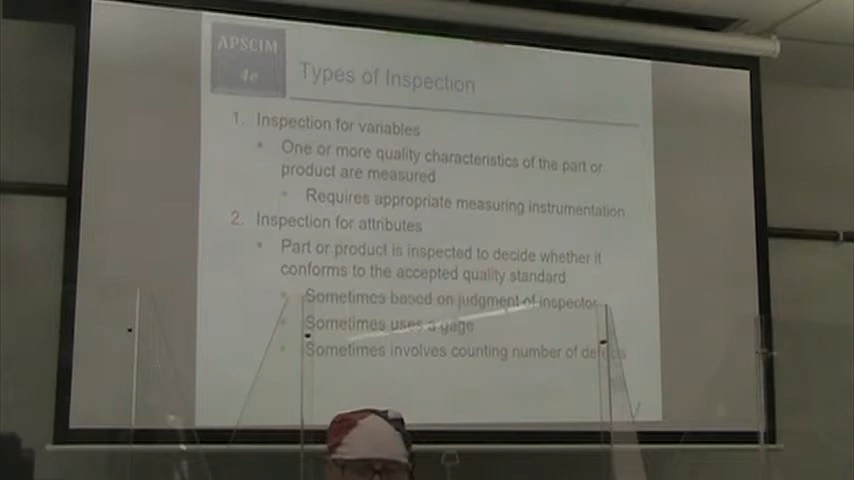 APSCIM
4e
Types of Inspection
1. Inspection for variables
One or more quality characteristics of the part or
product are measured
Requires appropriate measuring instrumentation
2. Inspection for attributes
Part or product is inspected to decide whether it
conforms to the accepted quality standard
Sometimes based on judgment of inspector
Sometimes uses a gage
Sometimes involves counting number of defects